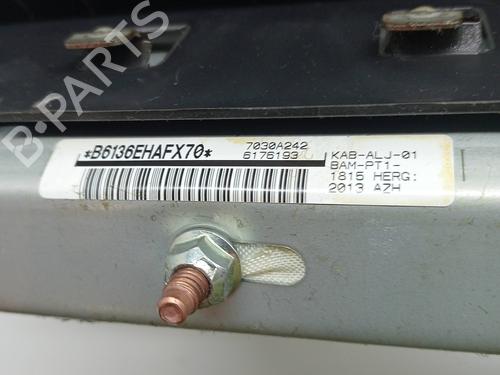 B-PARTS
*B6136EHAFX70*
7030A242
6176193
KAB-ALJ-01
BAM-PT1-
1815 HERG:
2013 AZH